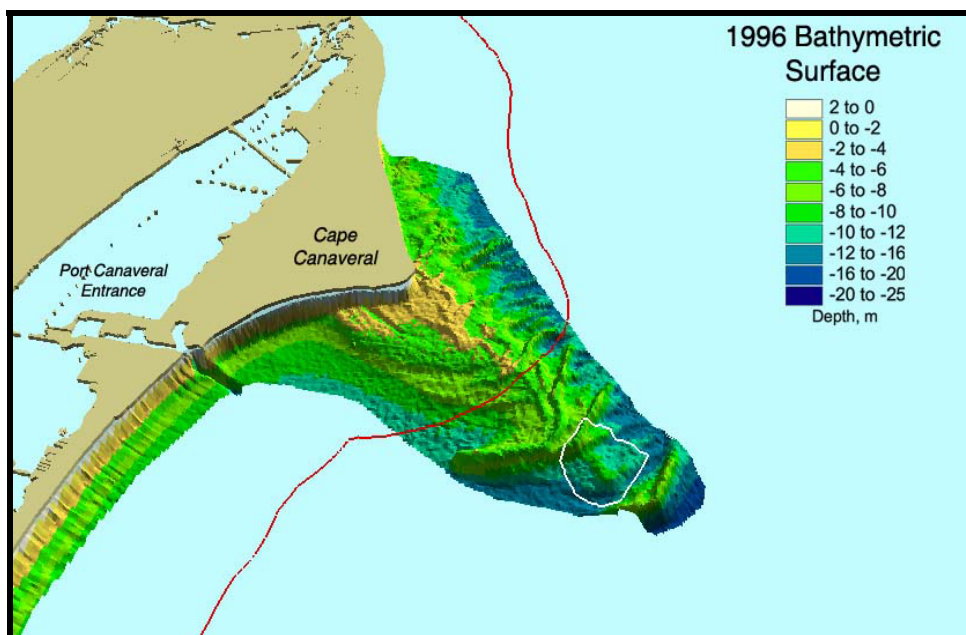 1996 Bathymetric
Surface
2 to 0
0 to -2
-2 to -4
-4 to -6
-6 to -8
-8 to -10
-10 to -12
-12 to -16
-16 to -20
-20 to -25
Depth, m
Cape
Canaveral
Port Canaveral
Entrance